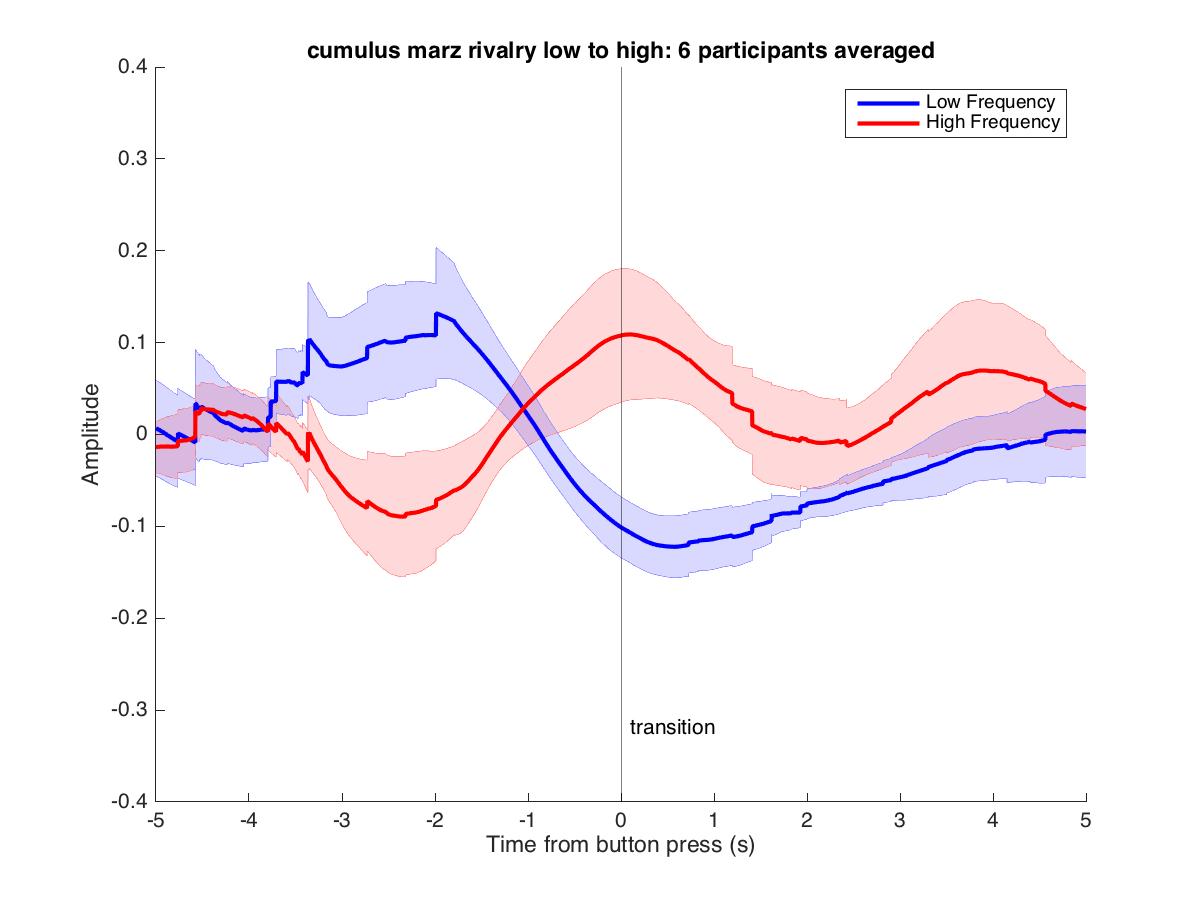 cumulus marz rivalry low to high: 6 participants averaged
0.4
0.3
0.2
0.1
0
-0.1
-0.2
-0.3
-0.4
Amplitude
Low Frequency
High Frequency
transition
-5 -4 -3 -2 -1 0 1 2 3 4 5
Time from button press (s)